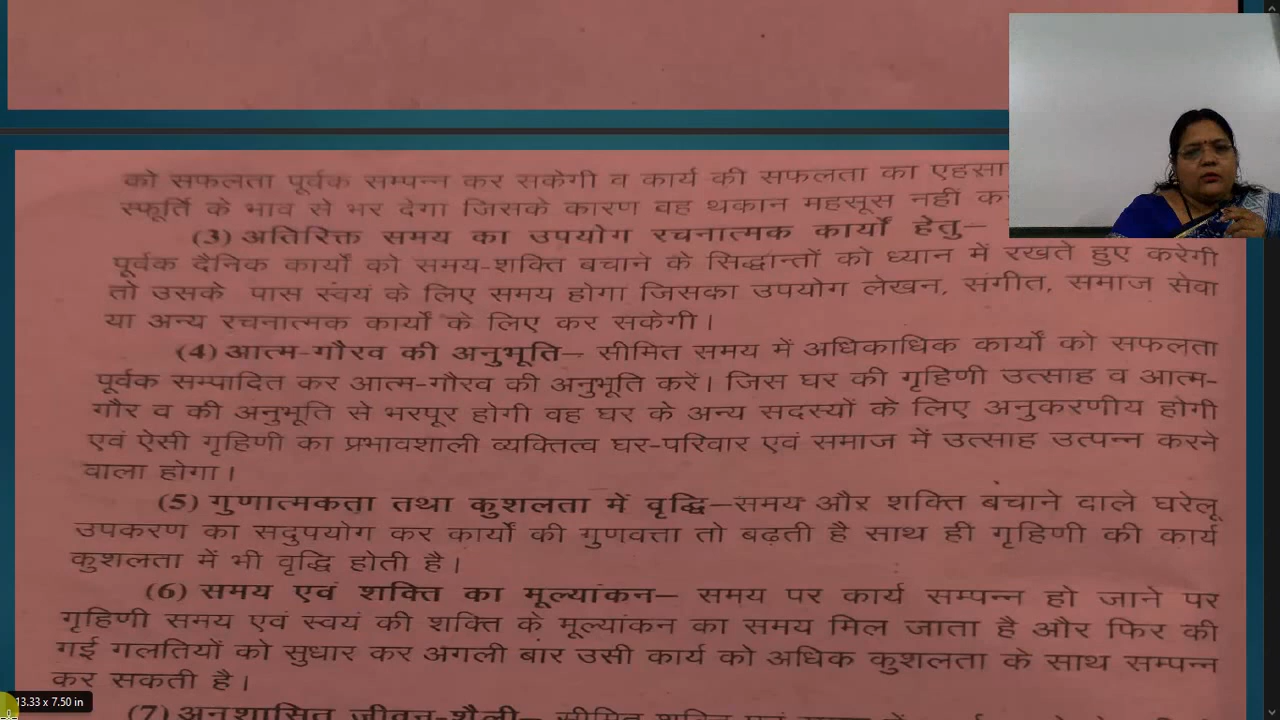 को सफलता पूर्वक सम्पन्न कर सकेगी व कार्य की सफलता का
स्फूर्ति के भाव से भर देगा जिसके कारण वह थकान महसूस नहीं
(3) अतिरिक्त समय का उपयोग रचनात्मक कार्यों हेतु–
पूर्वक दैनिक कार्यों को समय-शक्ति बचाने के सिद्धान्तों को ध्यान में रखते हुए करेगी
तो उसके पास स्वयं के लिए समय होगा जिसका उपयोग लेखन, संगीत, समाज सेवा
या अन्य रचनात्मक कार्यों के लिए कर सकेगी।
(4) आत्म-गौरव की अनुभूति– सीमित समय में अधिकाधिक कार्यों को सफलता
पूर्वक सम्पादित कर आत्म-गौरव की अनुभूति करें। जिस घर की गृहिणी उत्साह व आत्म-
गौर व की अनुभूति से भरपूर होगी वह घर के अन्य सदस्यों के लिए अनुकरणीय होगी
एवं ऐसी गृहिणी का प्रभावशाली व्यक्तित्व घर-परिवार एवं समाज में उत्साह उत्पन्न करने
वाला होगा।
(5) गुणात्मकता तथा कुशलता में वृद्धि–समय और शक्ति बचाने दाले घरेलू
उपकरण का सदुपयोग कर कार्यों की गुणवत्ता तो बढ़ती है साथ ही गृहिणी की कार्य
कुशलता में भी वृद्धि होती है।
(6) समय एवं शक्ति का मूल्यांकन– समय पर कार्य सम्पन्न हो जाने पर
गृहिणी समय एवं स्वयं की शक्ति के मूल्यांकन का समय मिल जाता है और फिर की
गई गलतियों को सुधार कर अगली बार उसी कार्य को अधिक कुशलता के साथ सम्पन्न
कर सकती है।
13.33 x 7.50 in
(7) अनुशासित जीवन-शैली–